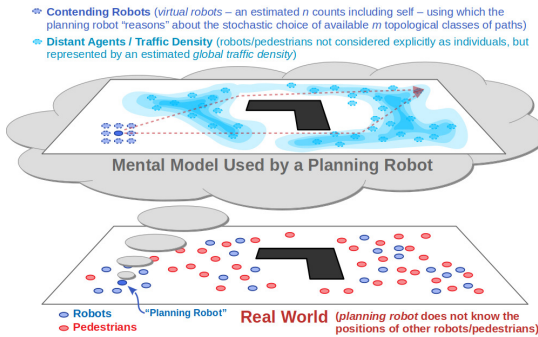 Contending Robots (virtual robots – an estimated n counts including self – using which the
planning robot “reasons” about the stochastic choice of available m topological classes of paths)
Distant Agents / Traffic Density (robots/pedestrians not considered explicitly as individuals, but
represented by an estimated global traffic density)
Mental Model Used by a Planning Robot
Robots
Pedestrians
“Planning Robot”
Real World (planning robot does not know the
positions of other robots/pedestrians)